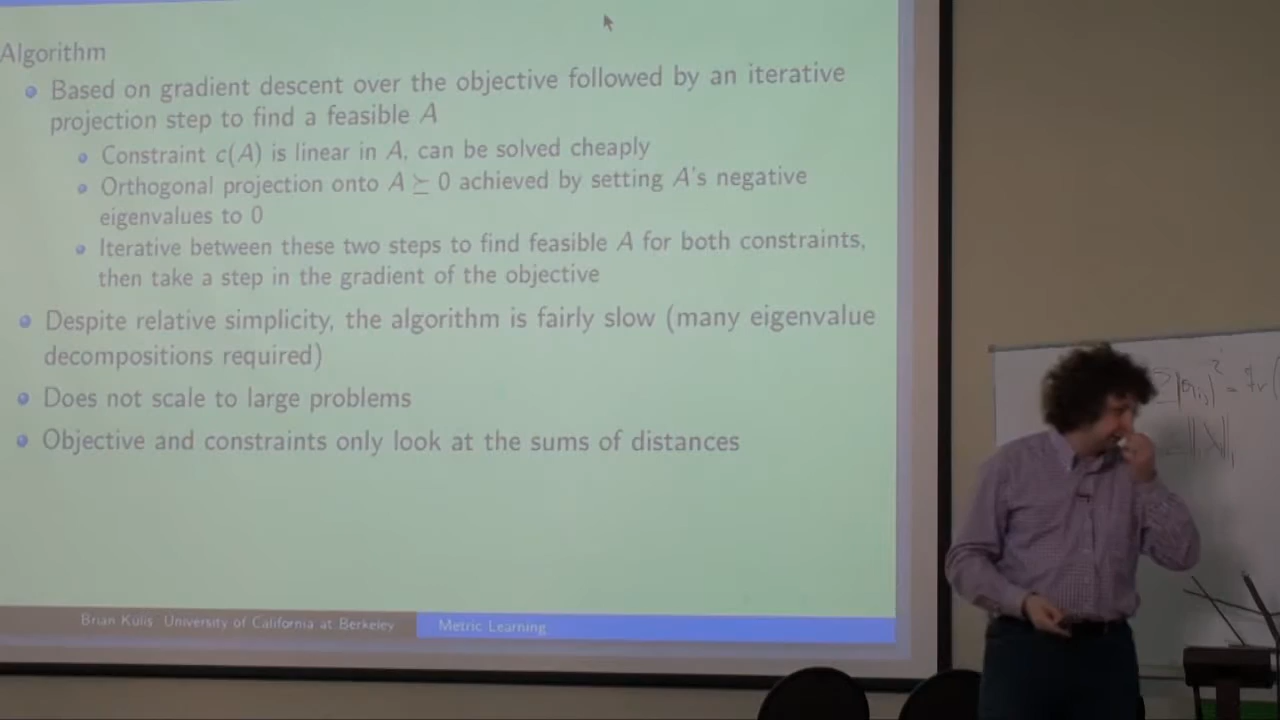 Algorithm
Based on gradient descent over the objective followed by an iterative
projection step to find a feasible A
Constraint c(A) is linear in A, can be solved cheaply
Orthogonal projection onto A ⪰ 0 achieved by setting A's negative
eigenvalues to 0
Iterative between these two steps to find feasible A for both constraints,
then take a step in the gradient of the objective
Despite relative simplicity, the algorithm is fairly slow (many eigenvalue
decompositions required)
Does not scale to large problems
Objective and constraints only look at the sums of distances
Brian Kulis University of California at Berkeley
Metric Learning